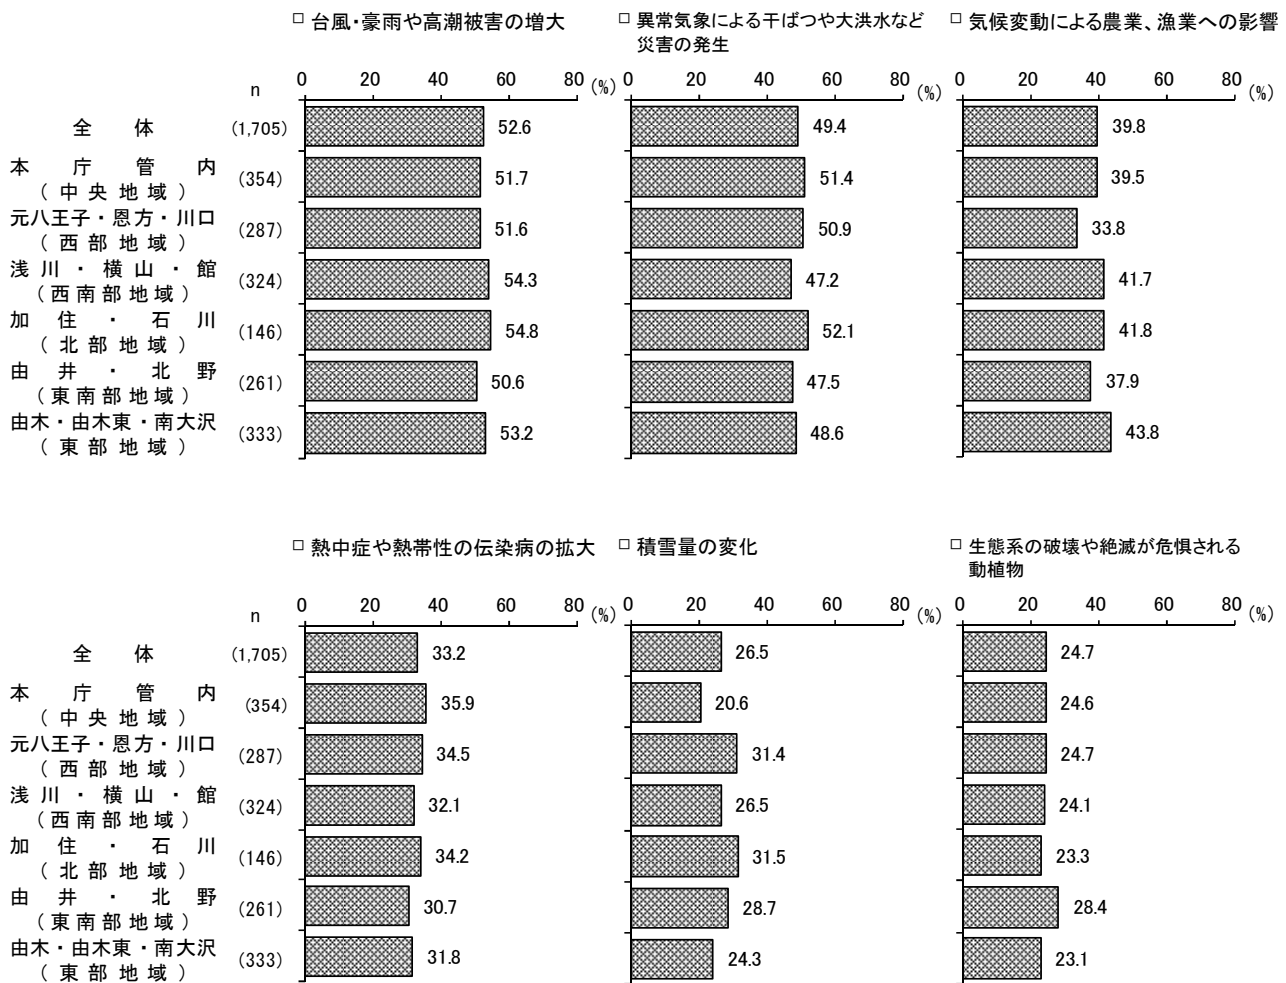 □ 台風・豪雨や高潮被害の増大
□ 異常気象による干ばつや大洪水など
災害の発生
□ 気候変動による農業、漁業への影響
n
0 20 40 60 80 (%)
0 20 40 60 80 (%)
0 20 40 60 80 (%)
全 体 (1,705) 52.6 49.4 39.8
本 庁 管 内
( 中 央 地 域 ) (354) 51.7 51.4 39.5
元八王子・恩方・川口
( 西 部 地 域 ) (287) 51.6 50.9 33.8
浅 川 ・ 横 山 ・ 館
( 西 南 部 地 域 ) (324) 54.3 47.2 41.7
加 住 ・ 石 川
( 北 部 地 域 ) (146) 54.8 52.1 41.8
由 井 ・ 北 野
( 東 南 部 地 域 ) (261) 50.6 47.5 37.9
由木・由木東・南大沢
( 東 部 地 域 ) (333) 53.2 48.6 43.8
□ 熱中症や熱帯性の伝染病の拡大
□ 積雪量の変化
□ 生態系の破壊や絶滅が危惧される
動植物
n
0 20 40 60 80 (%)
0 20 40 60 80 (%)
0 20 40 60 80 (%)
全 体 (1,705) 33.2 26.5 24.7
本 庁 管 内
( 中 央 地 域 ) (354) 35.9 20.6 24.6
元八王子・恩方・川口
( 西 部 地 域 ) (287) 34.5 31.4 24.7
浅 川 ・ 横 山 ・ 館
( 西 南 部 地 域 ) (324) 32.1 26.5 24.1
加 住 ・ 石 川
( 北 部 地 域 ) (146) 34.2 31.5 23.3
由 井 ・ 北 野
( 東 南 部 地 域 ) (261) 30.7 28.7 28.4
由木・由木東・南大沢
( 東 部 地 域 ) (333) 31.8 24.3 23.1